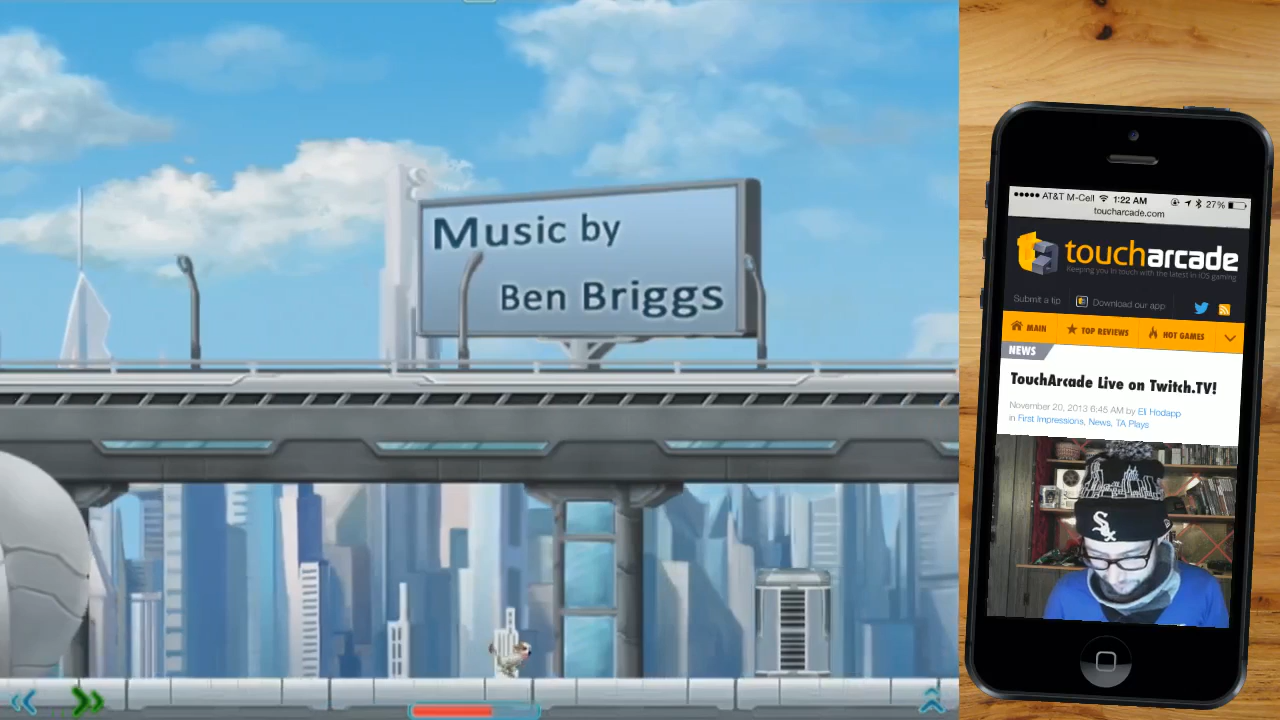 Music by
Ben Briggs
AT&T M-Cell 1:22 AM 27%
toucharcade.com
toucharcade
Keeping you in touch with the latest in iOS gaming
Submit a tip Download our app
MAIN TOP REVIEWS HOT GAMES
NEWS
TouchArcade Live on Twitch.TV!
November 20, 2013 6:45 AM by Eli Hodapp
in First Impressions, News, TA Plays
Sox